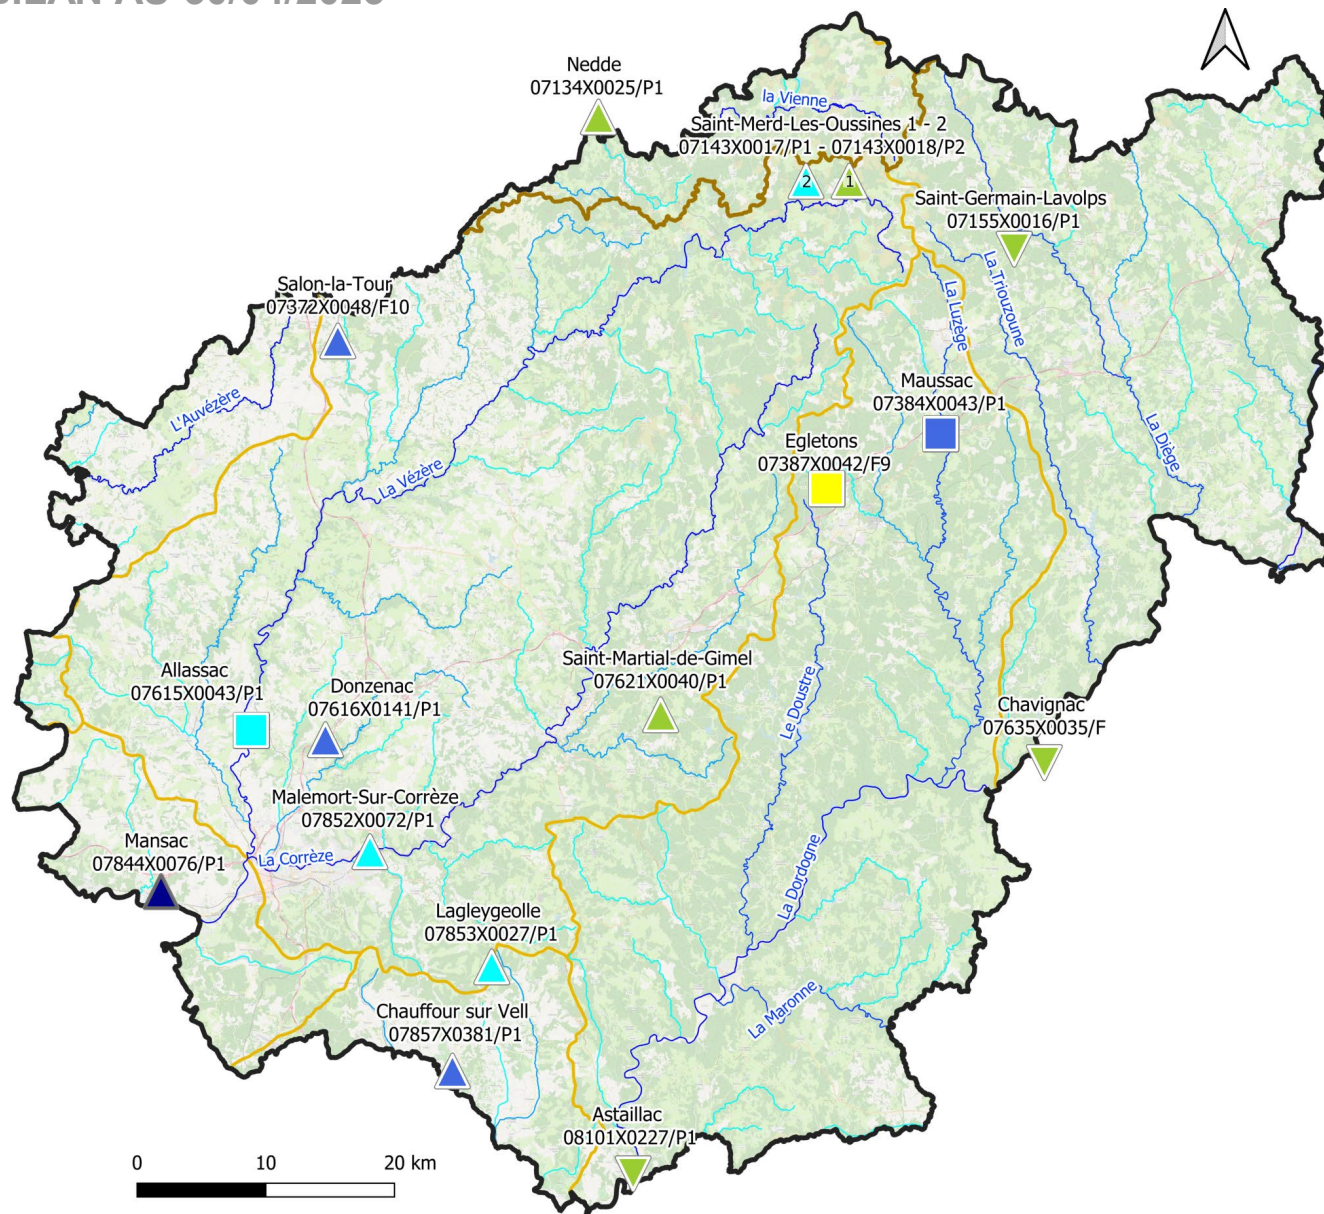 Nedde
07134X0025/P1
la Vienne
Saint-Merd-Les-Oussines 1 - 2
07143X0017/P1 - 07143X0018/P2
2
1
Saint-Germain-Lavolps
07155X0016/P1
La Triouzoune
La Luzège
Salon-la-Tour
07372X0048/F10
L'Auvézère
La Vézère
Maussac
07384X0043/P1
Egletons
07387X0042/F9
La Diège
Saint-Martial-de-Gimel
07621X0040/P1
Allassac
07615X0043/P1
Donzenac
07616X0141/P1
Le Doustre
Chavignac
07635X0035/F
Malemort-Sur-Corrèze
07852X0072/P1
Mansac
07844X0076/P1
La Corrèze
La Dordogne
Lagleygeolle
07853X0027/P1
La Maronne
Chauffour sur Vell
07857X0381/P1
Astaillac
08101X0227/P1
0 10 20 km